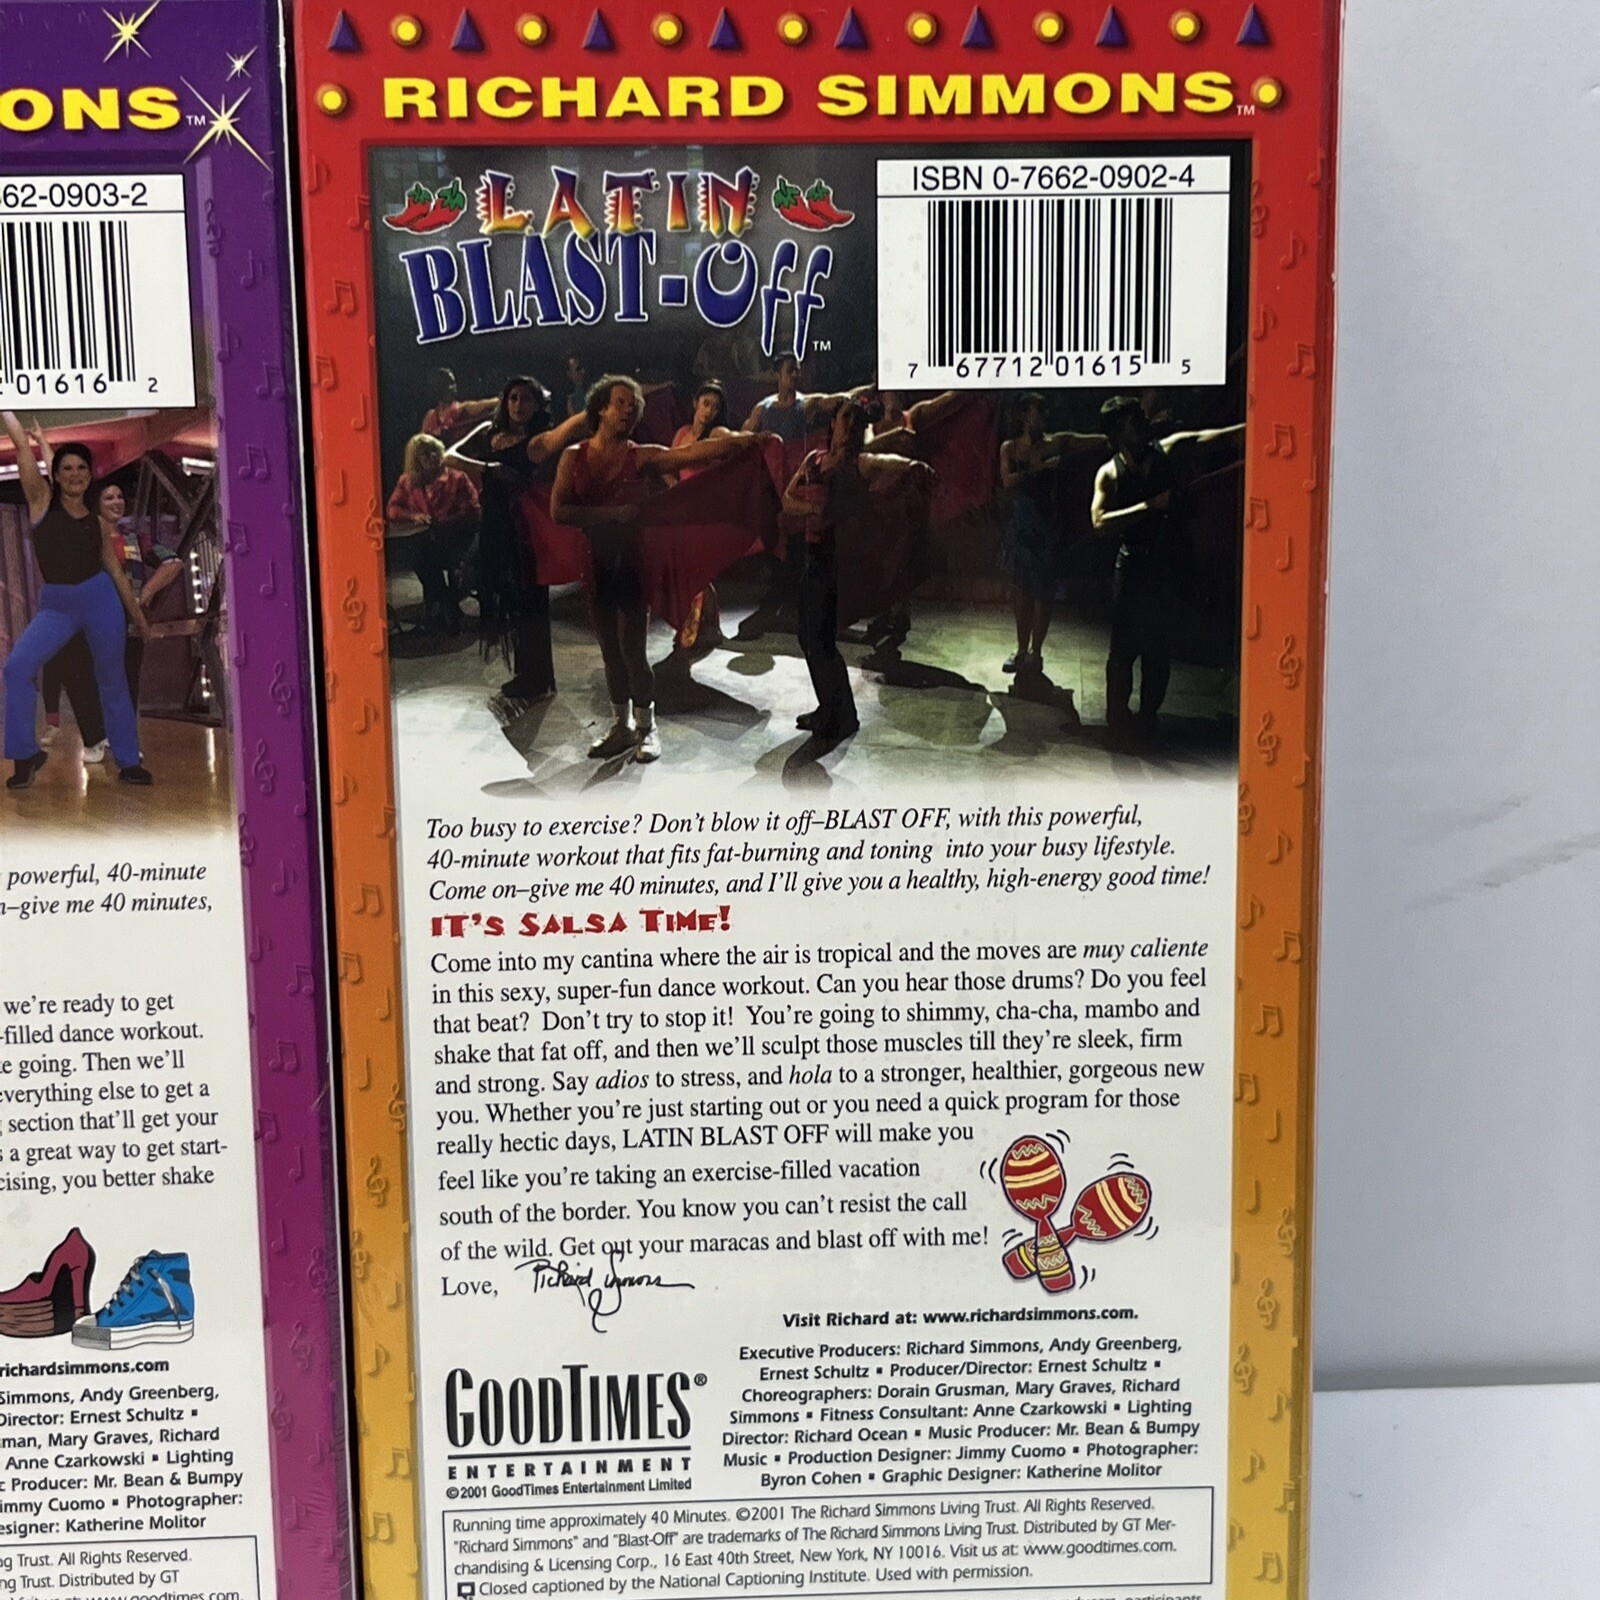 ONS™
62-0903-2
01616 2
powerful, 40-minute
–give me 40 minutes,
we're ready to get
-filled dance workout.
going. Then we'll
everything else to get a
section that'll get your
a great way to get start-
cising, you better shake
richardsimmons.com
Simmons, Andy Greenberg,
Director: Ernest Schultz ▪
man, Mary Graves, Richard
Anne Czarkowski ▪ Lighting
Producer: Mr. Bean & Bumpy
immy Cuomo ▪ Photographer:
esigner: Katherine Molitor
Trust. All Rights Reserved.
Trust. Distributed by GT
RICHARD SIMMONS™
LATIN
BLAST-Off™
ISBN 0-7662-0902-4
7 67712 01615 5
Too busy to exercise? Don't blow it off–BLAST OFF, with this powerful,
40-minute workout that fits fat-burning and toning into your busy lifestyle.
Come on–give me 40 minutes, and I'll give you a healthy, high-energy good time!
IT'S SALSA TIME!
Come into my cantina where the air is tropical and the moves are muy caliente
in this sexy, super-fun dance workout. Can you hear those drums? Do you feel
that beat? Don't try to stop it! You're going to shimmy, cha-cha, mambo and
shake that fat off, and then we'll sculpt those muscles till they're sleek, firm
and strong. Say adios to stress, and hola to a stronger, healthier, gorgeous new
you. Whether you're just starting out or you need a quick program for those
really hectic days, LATIN BLAST OFF will make you
feel like you're taking an exercise-filled vacation
south of the border. You know you can't resist the call
of the wild. Get out your maracas and blast off with me!
Love, Richard Simmons
Visit Richard at: www.richardsimmons.com.
GOODTIMES®
ENTERTAINMENT
©2001 GoodTimes Entertainment Limited
Executive Producers: Richard Simmons, Andy Greenberg,
Ernest Schultz ▪ Producer/Director: Ernest Schultz ▪
Choreographers: Dorain Grusman, Mary Graves, Richard
Simmons ▪ Fitness Consultant: Anne Czarkowski ▪ Lighting
Director: Richard Ocean ▪ Music Producer: Mr. Bean & Bumpy
Music ▪ Production Designer: Jimmy Cuomo ▪ Photographer:
Byron Cohen ▪ Graphic Designer: Katherine Molitor
Running time approximately 40 Minutes. ©2001 The Richard Simmons Living Trust. All Rights Reserved.
"Richard Simmons" and "Blast-Off" are trademarks of The Richard Simmons Living Trust. Distributed by GT Mer-
chandising & Licensing Corp., 16 East 40th Street, New York, NY 10016. Visit us at: www.goodtimes.com.
Closed captioned by the National Captioning Institute. Used with permission.